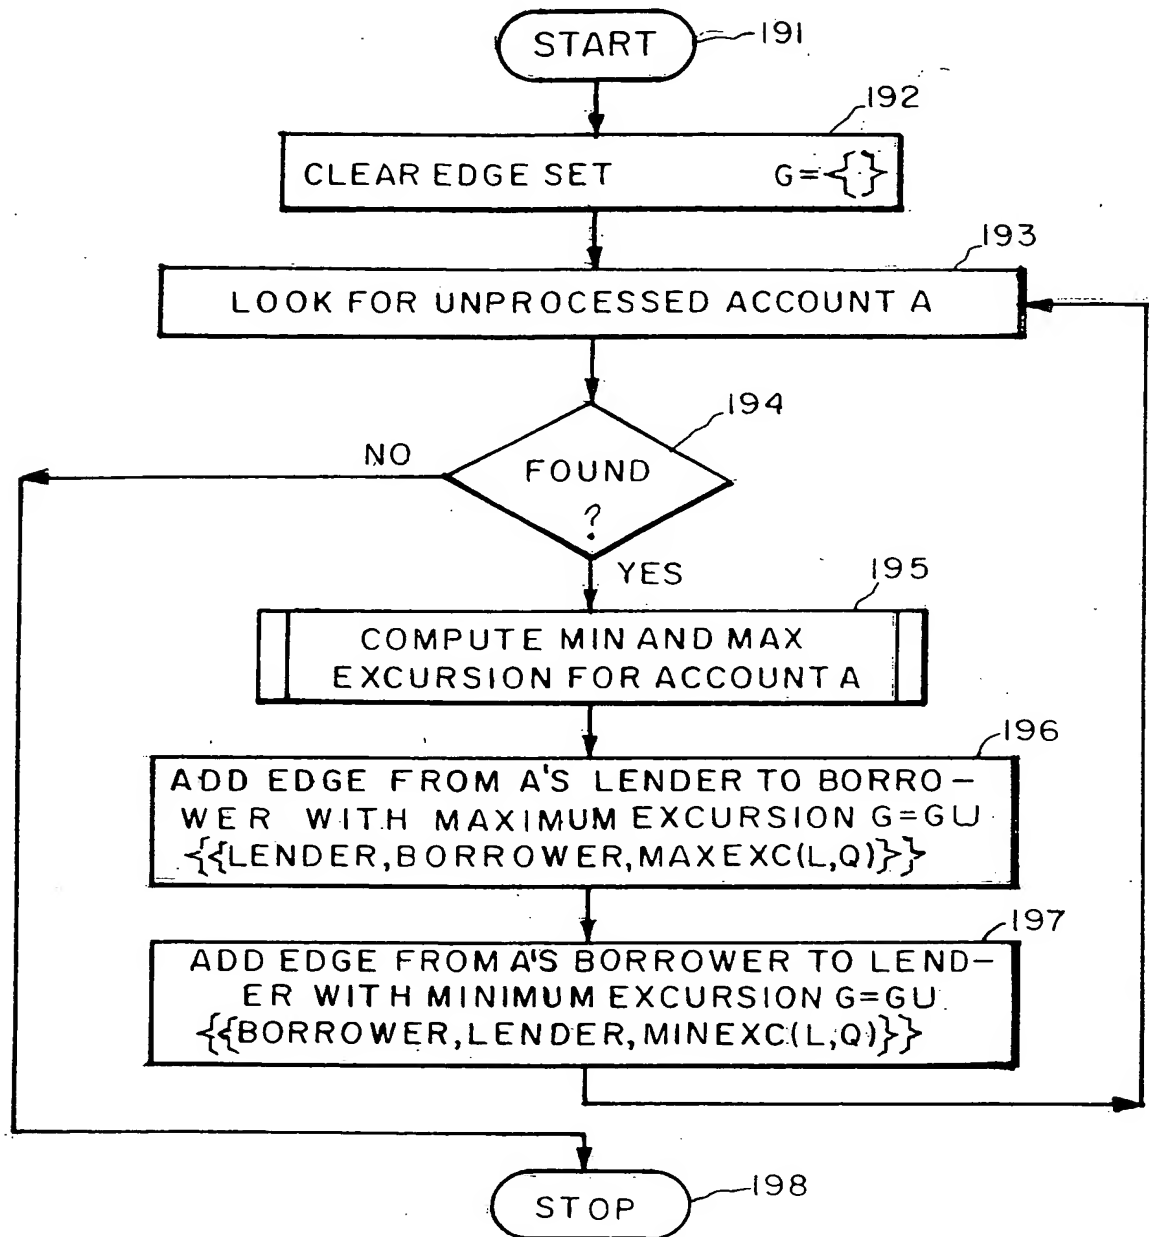 START
191
192
CLEAR EDGE SET G={}
193
LOOK FOR UNPROCESSED ACCOUNT A
194
NO
FOUND
?
YES
195
COMPUTE MIN AND MAX
EXCURSION FOR ACCOUNT A
196
ADD EDGE FROM A'S LENDER TO BORRO-
WER WITH MAXIMUM EXCURSION G=GU
{{LENDER,BORROWER,MAXEXC(L,Q)}}
197
ADD EDGE FROM A'S BORROWER TO LEND-
ER WITH MINIMUM EXCURSION G=GU
{{BORROWER,LENDER,MINEXC(L,Q)}}
STOP
198